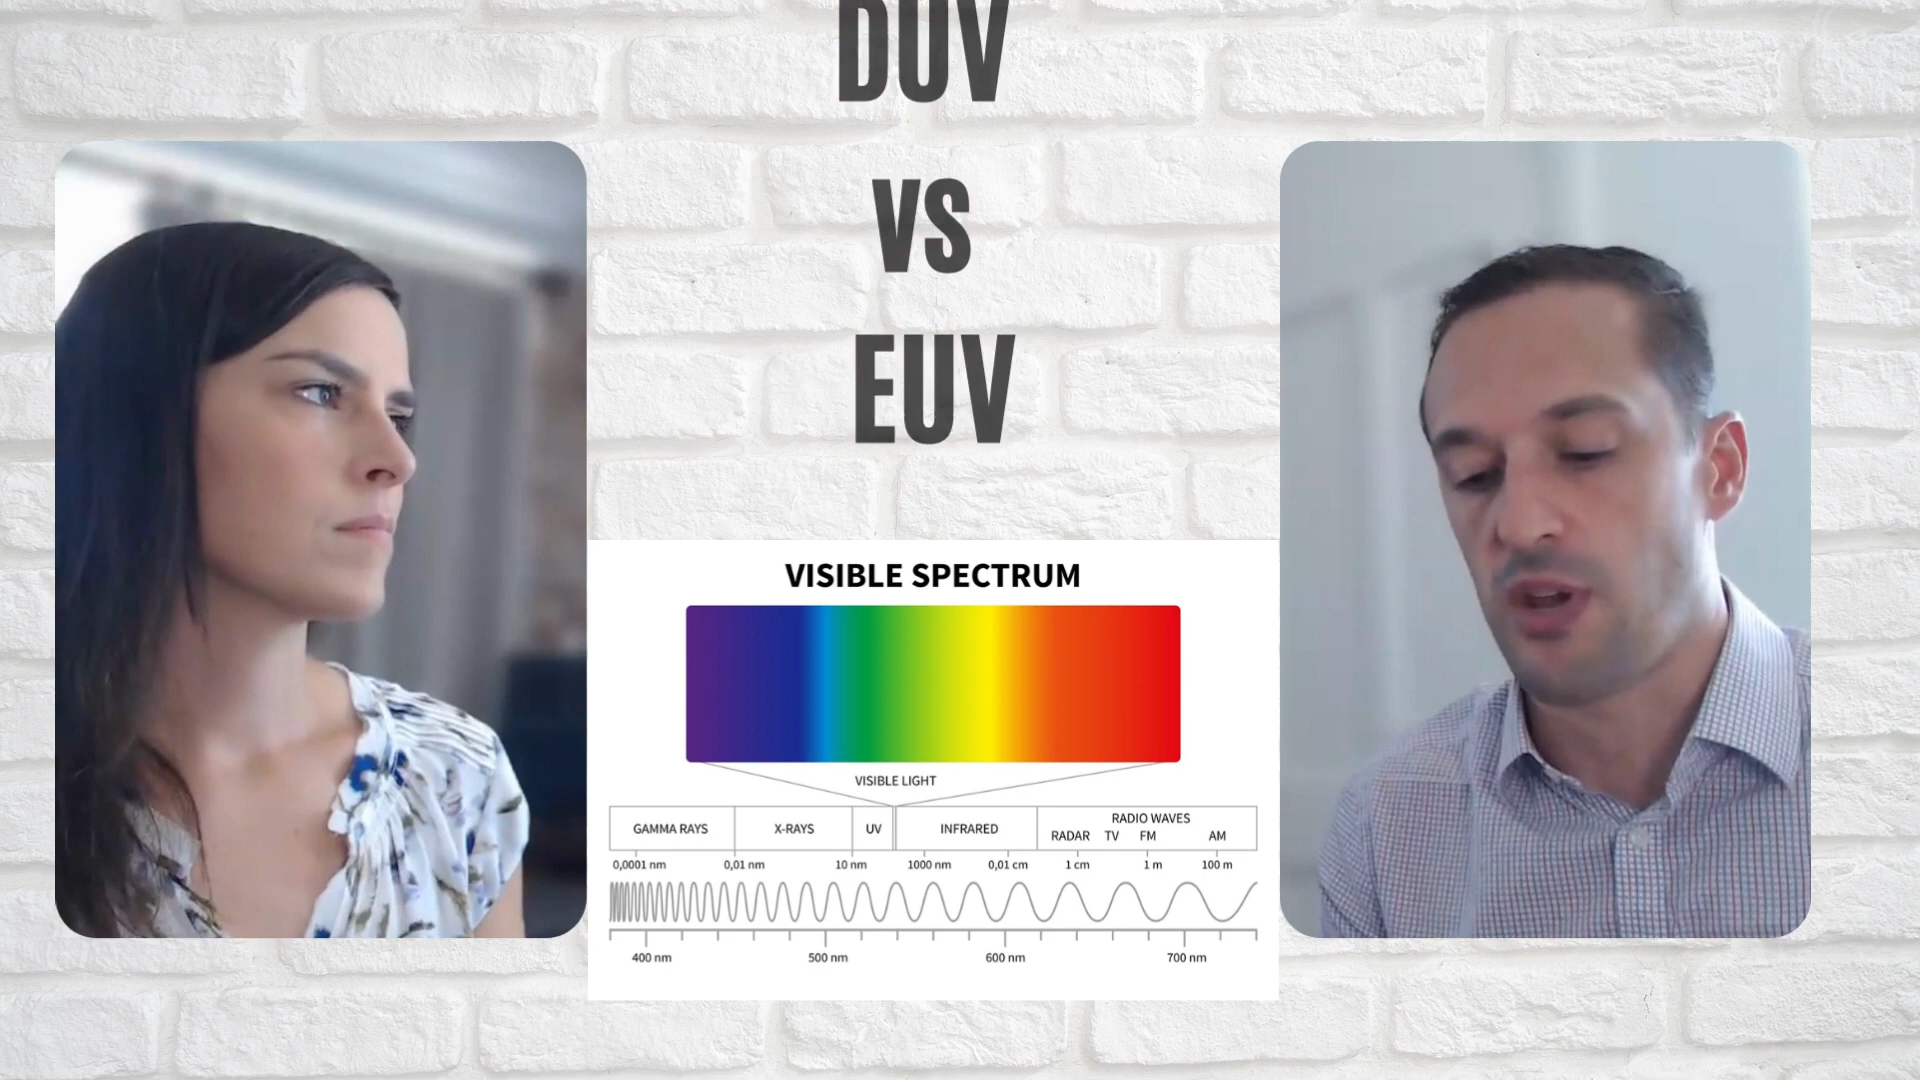 DUV
VS
EUV
VISIBLE SPECTRUM
VISIBLE LIGHT
GAMMA RAYS X-RAYS UV INFRARED RADIO WAVES
RADAR TV FM AM
0,0001 nm 0,01 nm 10 nm 1000 nm 0,01 cm 1 cm 1 m 100 m
400 nm 500 nm 600 nm 700 nm